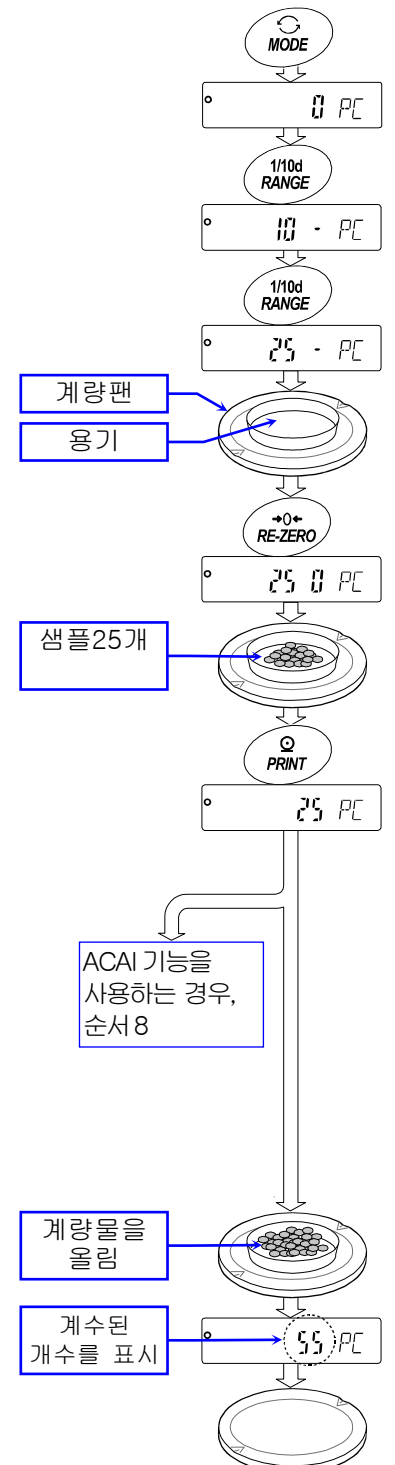 MODE
0 PC
1/10d
RANGE
10 - PC
1/10d
RANGE
25 - PC
계량팬
용기
→0←
RE-ZERO
25 0 PC
샘플25개
PRINT
25 PC
ACAI 기능을
사용하는 경우,
순서 8
계량물을
올림
계수된
개수를 표시
55 PC